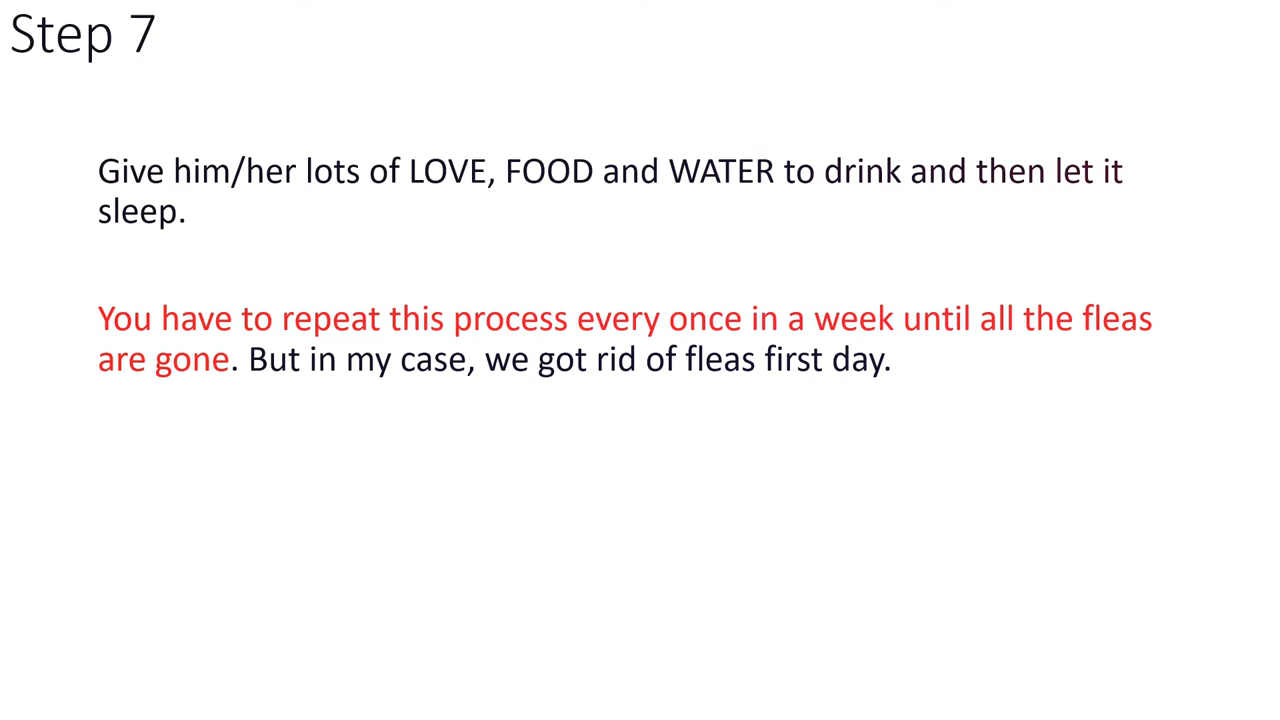 Step 7
Give him/her lots of LOVE, FOOD and WATER to drink and then let it
sleep.
You have to repeat this process every once in a week until all the fleas
are gone. But in my case, we got rid of fleas first day.